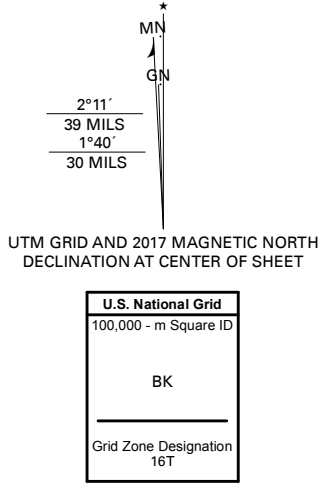 ★
MN
GN
2°11´
39 MILS
1°40´
30 MILS
UTM GRID AND 2017 MAGNETIC NORTH
DECLINATION AT CENTER OF SHEET
U.S. National Grid
100,000 - m Square ID
BK
Grid Zone Designation
16T